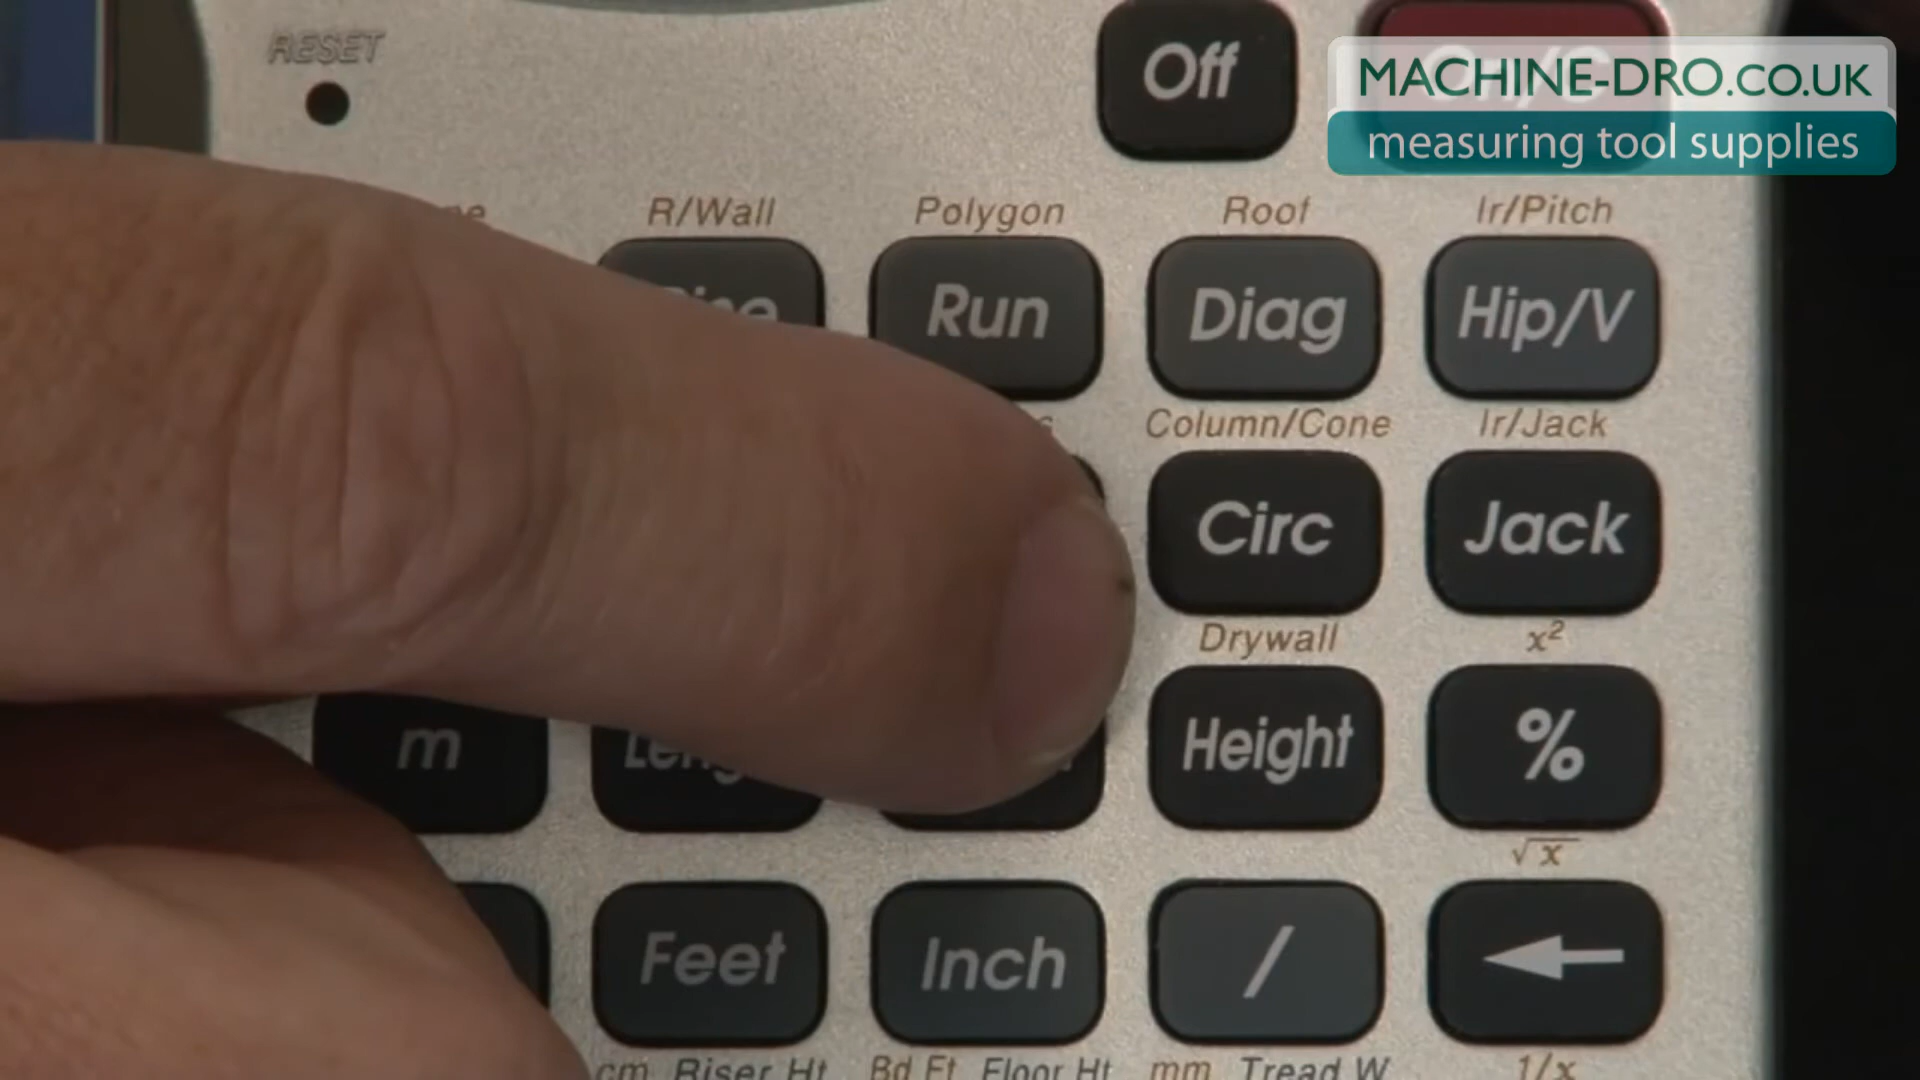 RESET
Off
MACHINE-DRO.CO.UK
measuring tool supplies
R/Wall Polygon Roof Ir/Pitch
Run Diag Hip/V
Column/Cone Ir/Jack
Circ Jack
Drywall x²
m Height %
√x
Feet Inch / ←
cm Riser Ht Bd Ft Floor Ht mm Tread W 1/x